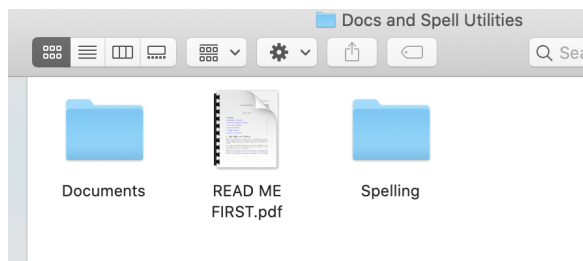 Docs and Spell Utilities
Sea
Documents
READ ME
FIRST.pdf
Spelling